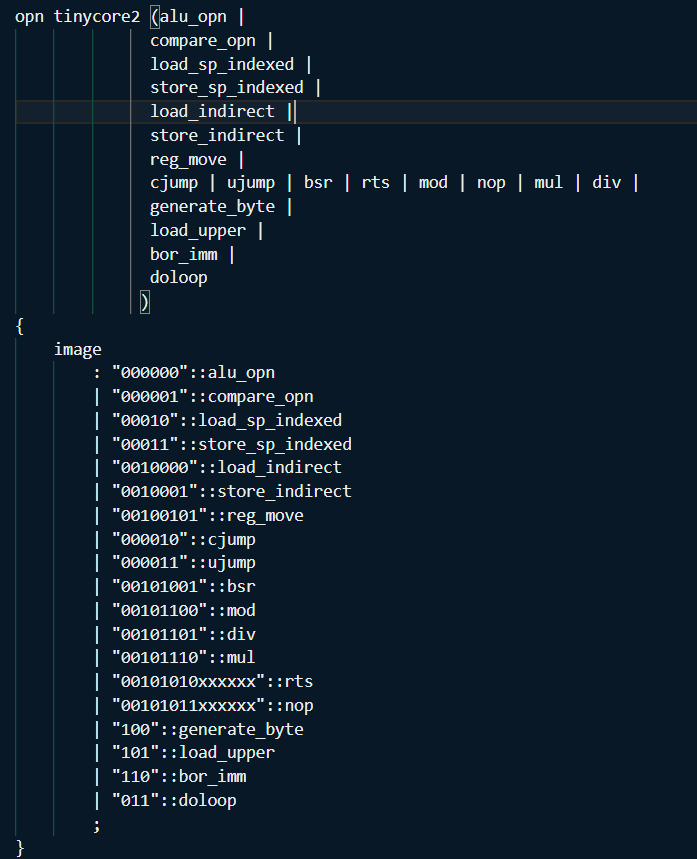 opn tinycore2 (alu_opn |
compare_opn |
load_sp_indexed |
store_sp_indexed |
load_indirect |
store_indirect |
reg_move |
cjump | ujump | bsr | rts | mod | nop | mul | div |
generate_byte |
load_upper |
bor_imm |
doloop
)
{
image
: "000000"::alu_opn
| "000001"::compare_opn
| "00010"::load_sp_indexed
| "00011"::store_sp_indexed
| "0010000"::load_indirect
| "0010001"::store_indirect
| "00100101"::reg_move
| "000010"::cjump
| "000011"::ujump
| "00101001"::bsr
| "00101100"::mod
| "00101101"::div
| "00101110"::mul
| "00101010xxxxxx"::rts
| "00101011xxxxxx"::nop
| "100"::generate_byte
| "101"::load_upper
| "110"::bor_imm
| "011"::doloop
;
}